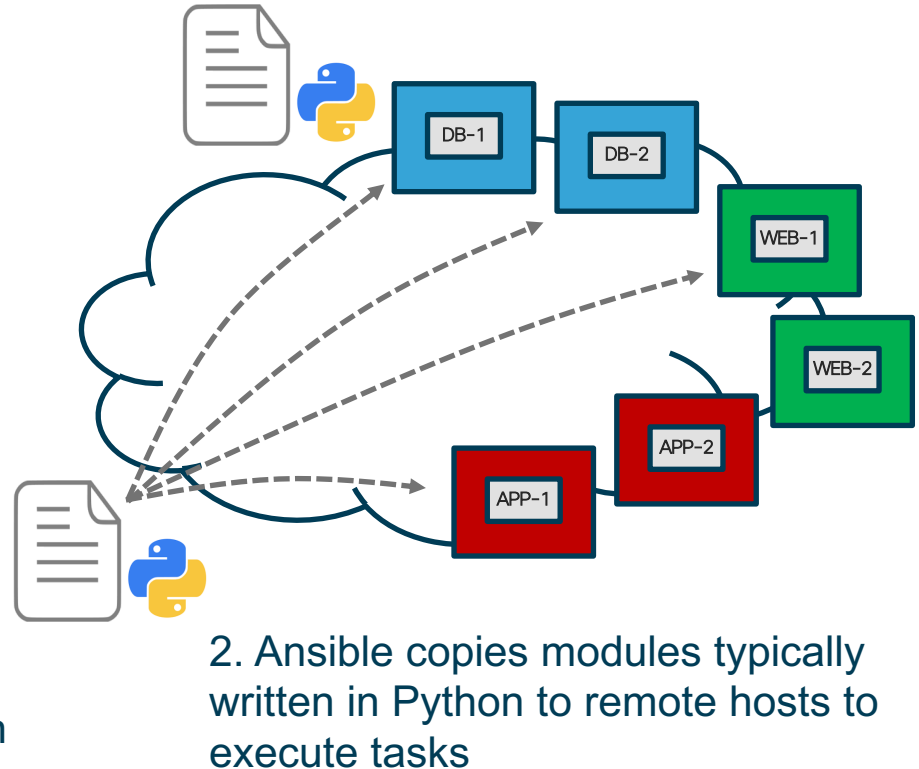 DB-1
DB-2
WEB-1
WEB-2
APP-2
APP-1
2. Ansible copies modules typically
written in Python to remote hosts to
execute tasks